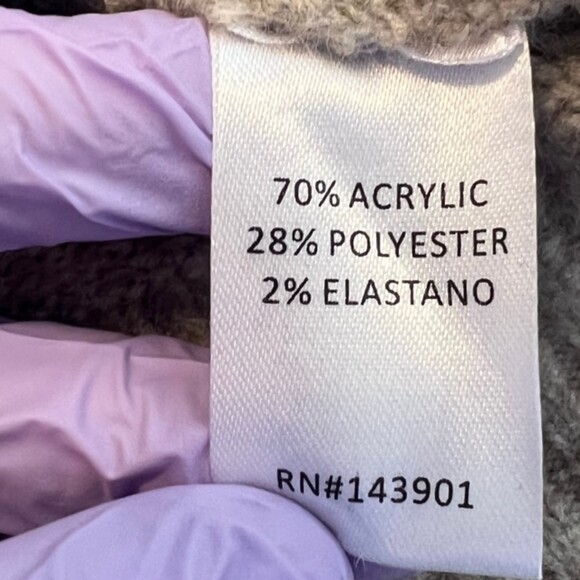 70% ACRYLIC
28% POLYESTER
2% ELASTANO
RN#143901